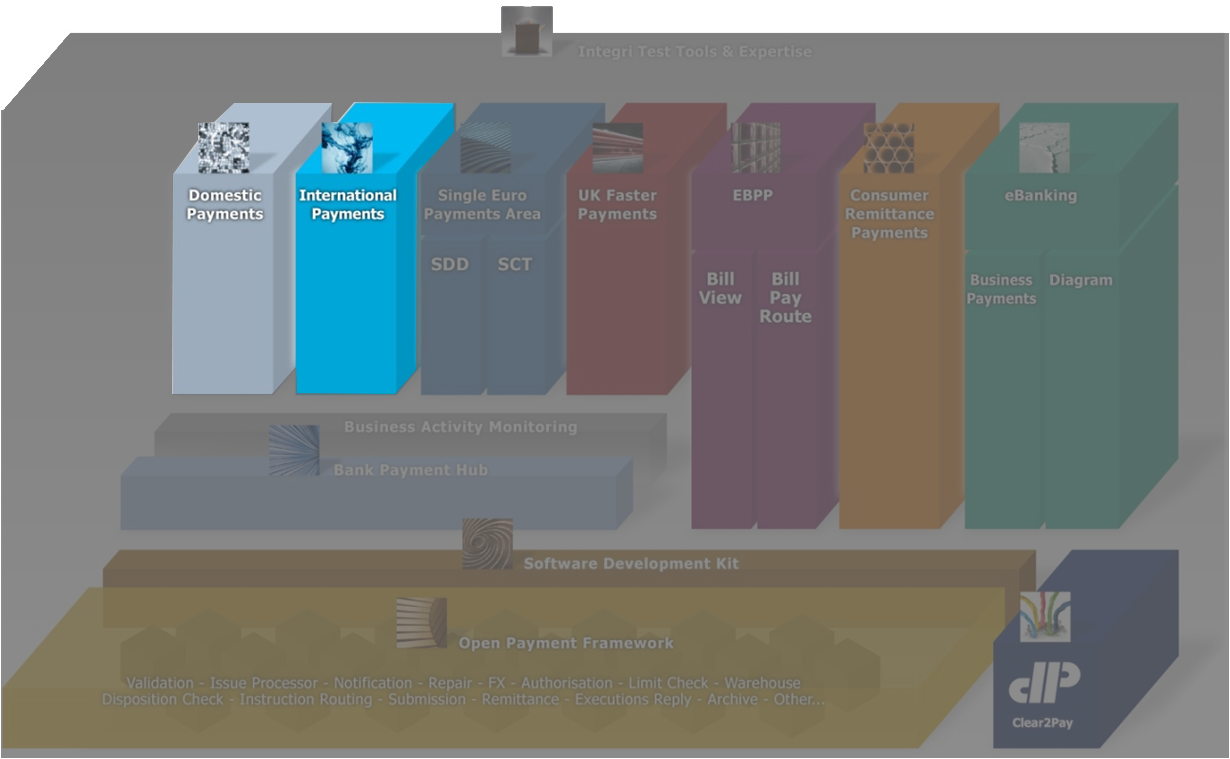 Integri Test Tools & Expertise
Domestic
Payments
International
Payments
Single Euro
Payments Area
SDD
SCT
UK Faster
Payments
EBPP
Bill
View
Bill
Pay
Route
Consumer
Remittance
Payments
eBanking
Business
Payments
Diagram
Business Activity Monitoring
Bank Payment Hub
Software Development Kit
Open Payment Framework
Validation - Issue Processor - Notification - Repair - FX - Authorisation - Limit Check - Warehouse
Disposition Check - Instruction Routing - Submission - Remittance - Executions Reply - Archive - Other...
Clear2Pay